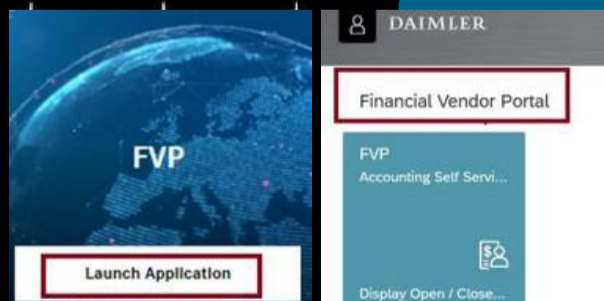 FVP
Launch Application
DAIMLER
Financial Vendor Portal
FVP
Accounting Self Servi...
Display Open / Close...